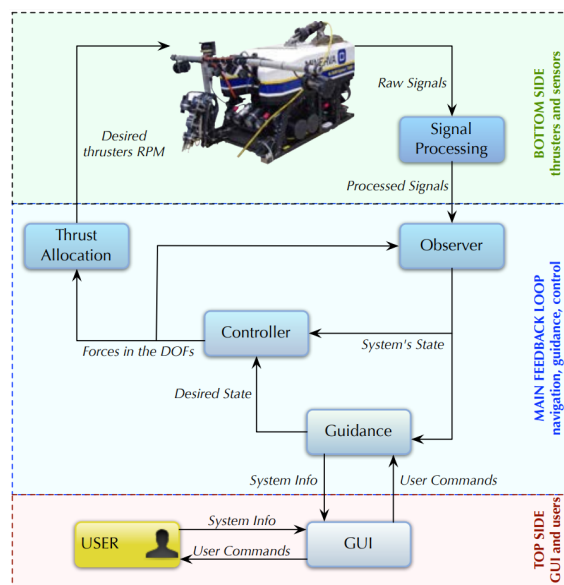 MINERVA
Raw Signals
Desired
thrusters RPM
Signal
Processing
Processed Signals
BOTTOM SIDE
thrusters and sensors
Thrust
Allocation
Observer
Controller
Forces in the DOFs
System's State
Desired State
Guidance
System Info
User Commands
MAIN FEEDBACK LOOP
navigation, guidance, control
USER
System Info
User Commands
GUI
TOP SIDE
GUI and users